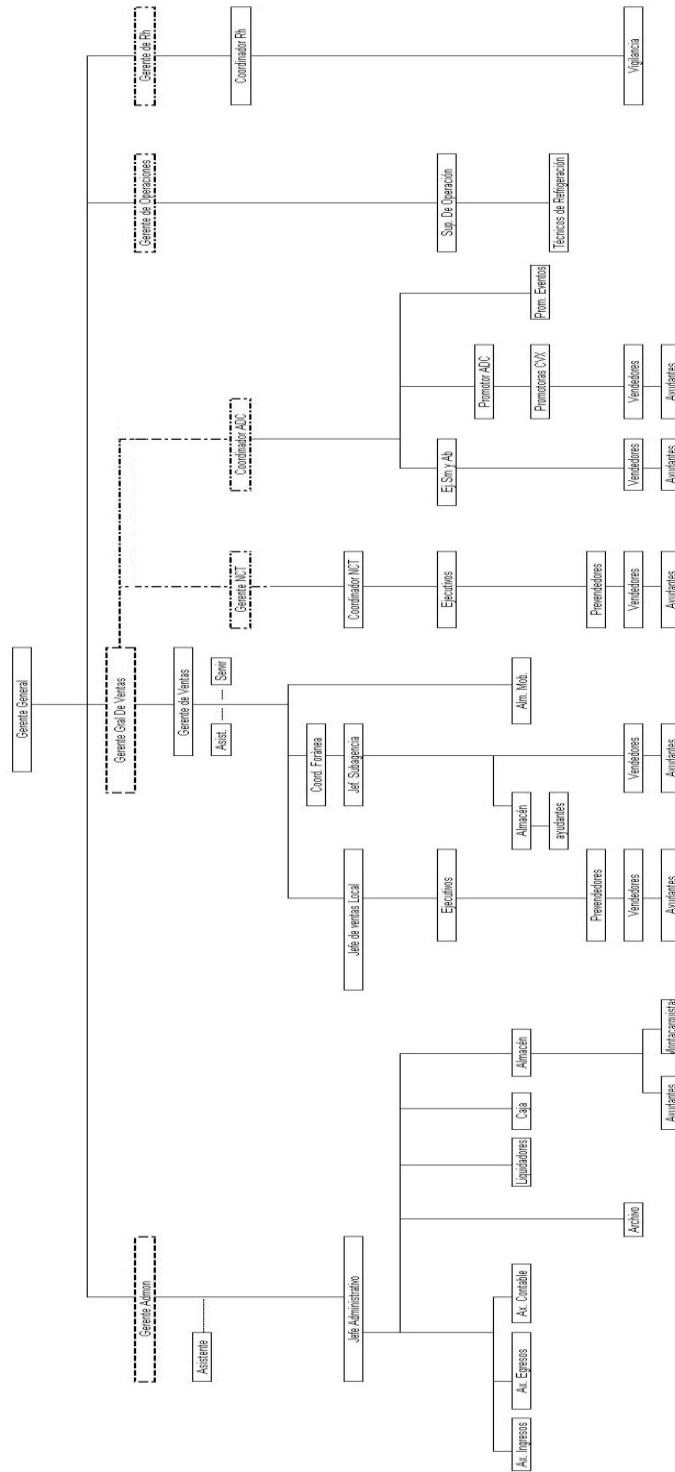 Gerente General
Gerente Gral De Ventas
Gerente Admon
Gerente de Operaciones
Gerente de Rh
Gerente de Ventas
Asistente
Asist.
Servir
Gerente NCT
Coordinador ADC
Coordinador Rh
Coord. Foránea
Jefe Administrativo
Jefe de ventas Local
Jef. Subagencia
Coordinador NCT
Ejecutivos
Ejecutivos
Ej.Sm y Ab
Sup. De Operación
Promotor ADC
Ax. Ingresos
Ax. Egresos
Ax. Contable
Liquidadores
Caja
Almacén
Almacén
Alm. Mob.
Promotoras CVX
Prom. Eventos
ayudantes
Técnicos de Refrigeración
Prevendedores
Prevendedores
Archivo
Vendedores
Vendedores
Vendedores
Vendedores
Vendedores
Vigilancia
Ayudantes
Montacarguistas
Ayudantes
Ayudantes
Ayudantes
Ayudantes
Ayudantes